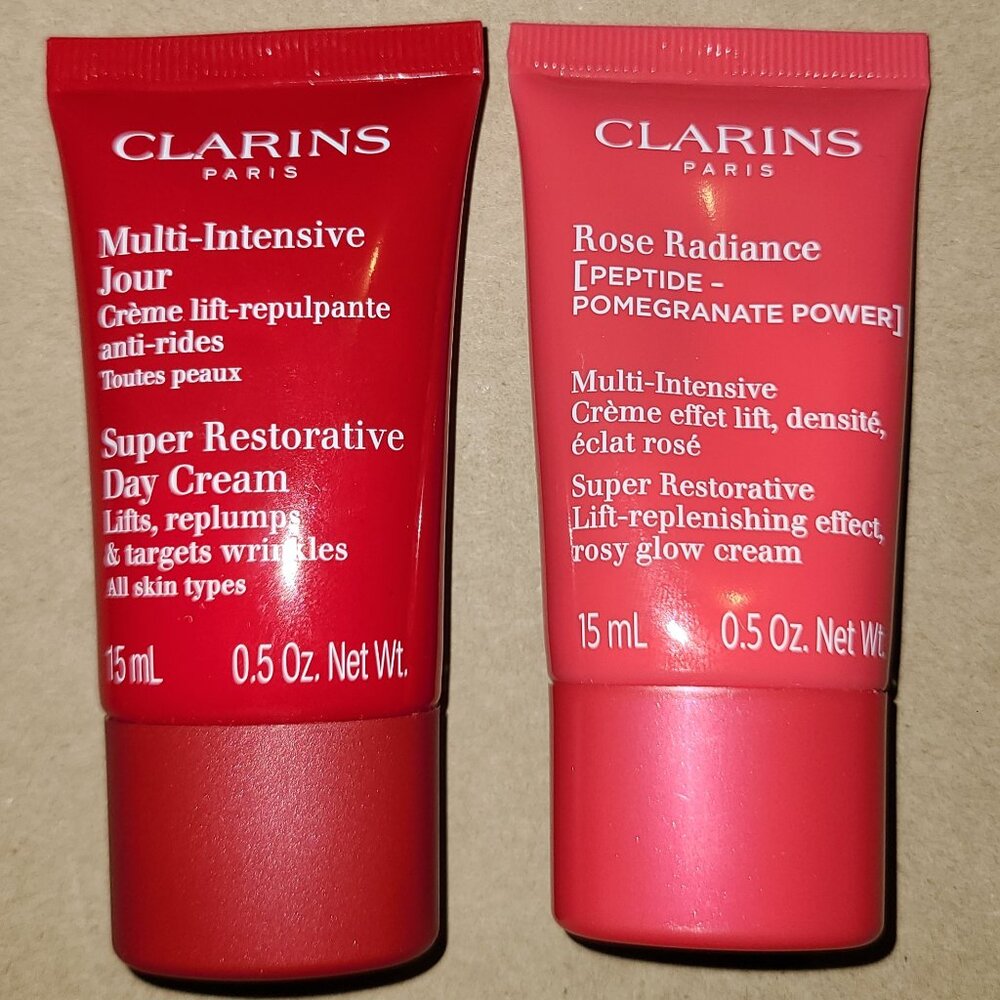 CLARINS
PARIS
Multi-Intensive
Jour
Crème lift-repulpante
anti-rides
Toutes peaux
Super Restorative
Day Cream
Lifts, replumps
& targets wrinkles
All skin types
15 mL 0.5 Oz. Net Wt.
CLARINS
PARIS
Rose Radiance
[PEPTIDE –
POMEGRANATE POWER]
Multi-Intensive
Crème effet lift, densité,
éclat rosé
Super Restorative
Lift-replenishing effect,
rosy glow cream
15 mL 0.5 Oz. Net Wt.